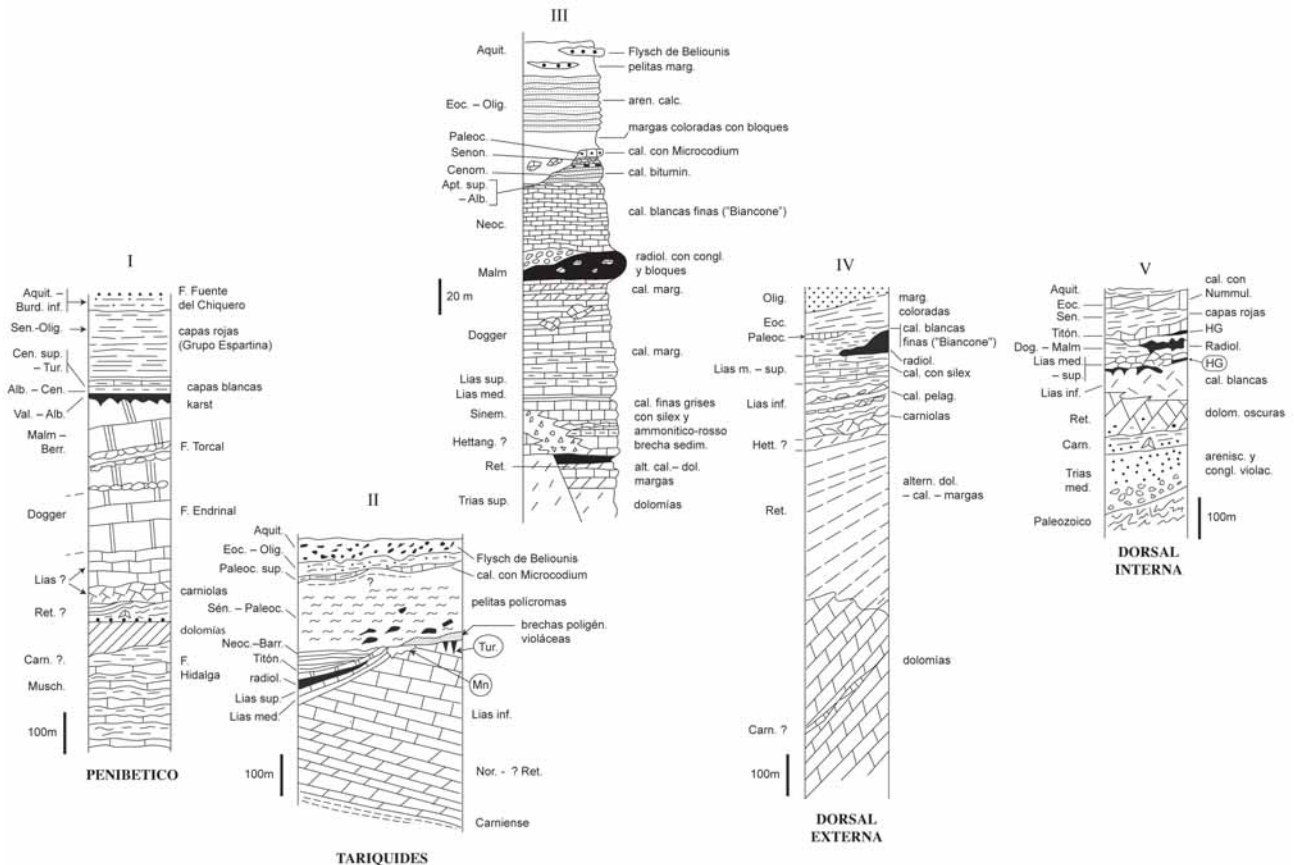 I
Aquit. –
Burd. inf.
Sen.-Olig.
Cen. sup.
– Tur.
Alb. – Cen.
Val. – Alb.
Malm –
Berr.
Dogger
Lias ?
Ret. ?
Carn. ?.
Musch.
100m
F. Fuente
del Chiquero
capas rojas
(Grupo Espartina)
capas blancas
karst
F. Torcal
F. Endrinal
carniolas
dolomías
F.
Hidalga
PENIBETICO
II
Aquit.
Eoc. – Olig.
Paleoc. sup.
Sén. – Paleoc.
Neoc.–Barr.
Titón.
radiol.
Lias sup.
Lias med.
100m
?
Flysch de Beliounis
cal. con Microcodium
pelitas polícromas
brechas poligén.
violáceas
Tur.
Mn
Lias inf.
Nor. - ? Ret.
Carniense
TARIQUIDES
III
Aquit.
Eoc. – Olig.
Paleoc.
Senon.
Cenom.
Apt. sup.
– Alb.
Neoc.
Malm
20 m
Dogger
Lias sup.
Lias med.
Sinem.
Hettang. ?
Ret.
Trias sup.
Flysch de Beliounis
pelitas marg.
aren. calc.
margas coloradas con bloques
cal. con Microcodium
cal. bitumin.
cal. blancas finas ("Biancone")
radiol. con congl.
y bloques
cal. marg.
cal. marg.
cal. finas grises
con silex y
ammonitico-rosso
brecha sedim.
alt. cal.– dol.
margas
dolomías
IV
Olig.
Eoc.
Paleoc.
Lias m. – sup.
Lias inf.
Hett. ?
Ret.
Carn. ?
100m
marg.
coloradas
cal. blancas
finas ("Biancone")
radiol.
cal. con silex
cal. pelag.
carniolas
altern. dol.
– cal. – margas
dolomías
DORSAL
EXTERNA
V
Aquit.
Eoc.
Sen.
Titón.
Dog. – Malm
Lias med.
– sup.
Lias inf.
Ret.
Carn.
Trias
med.
Paleozoico
cal. con
Nummul.
capas rojas
HG
Radiol.
HG
cal. blancas
dolom. oscuras
arenisc. y
congl. violac.
100m
DORSAL
INTERNA